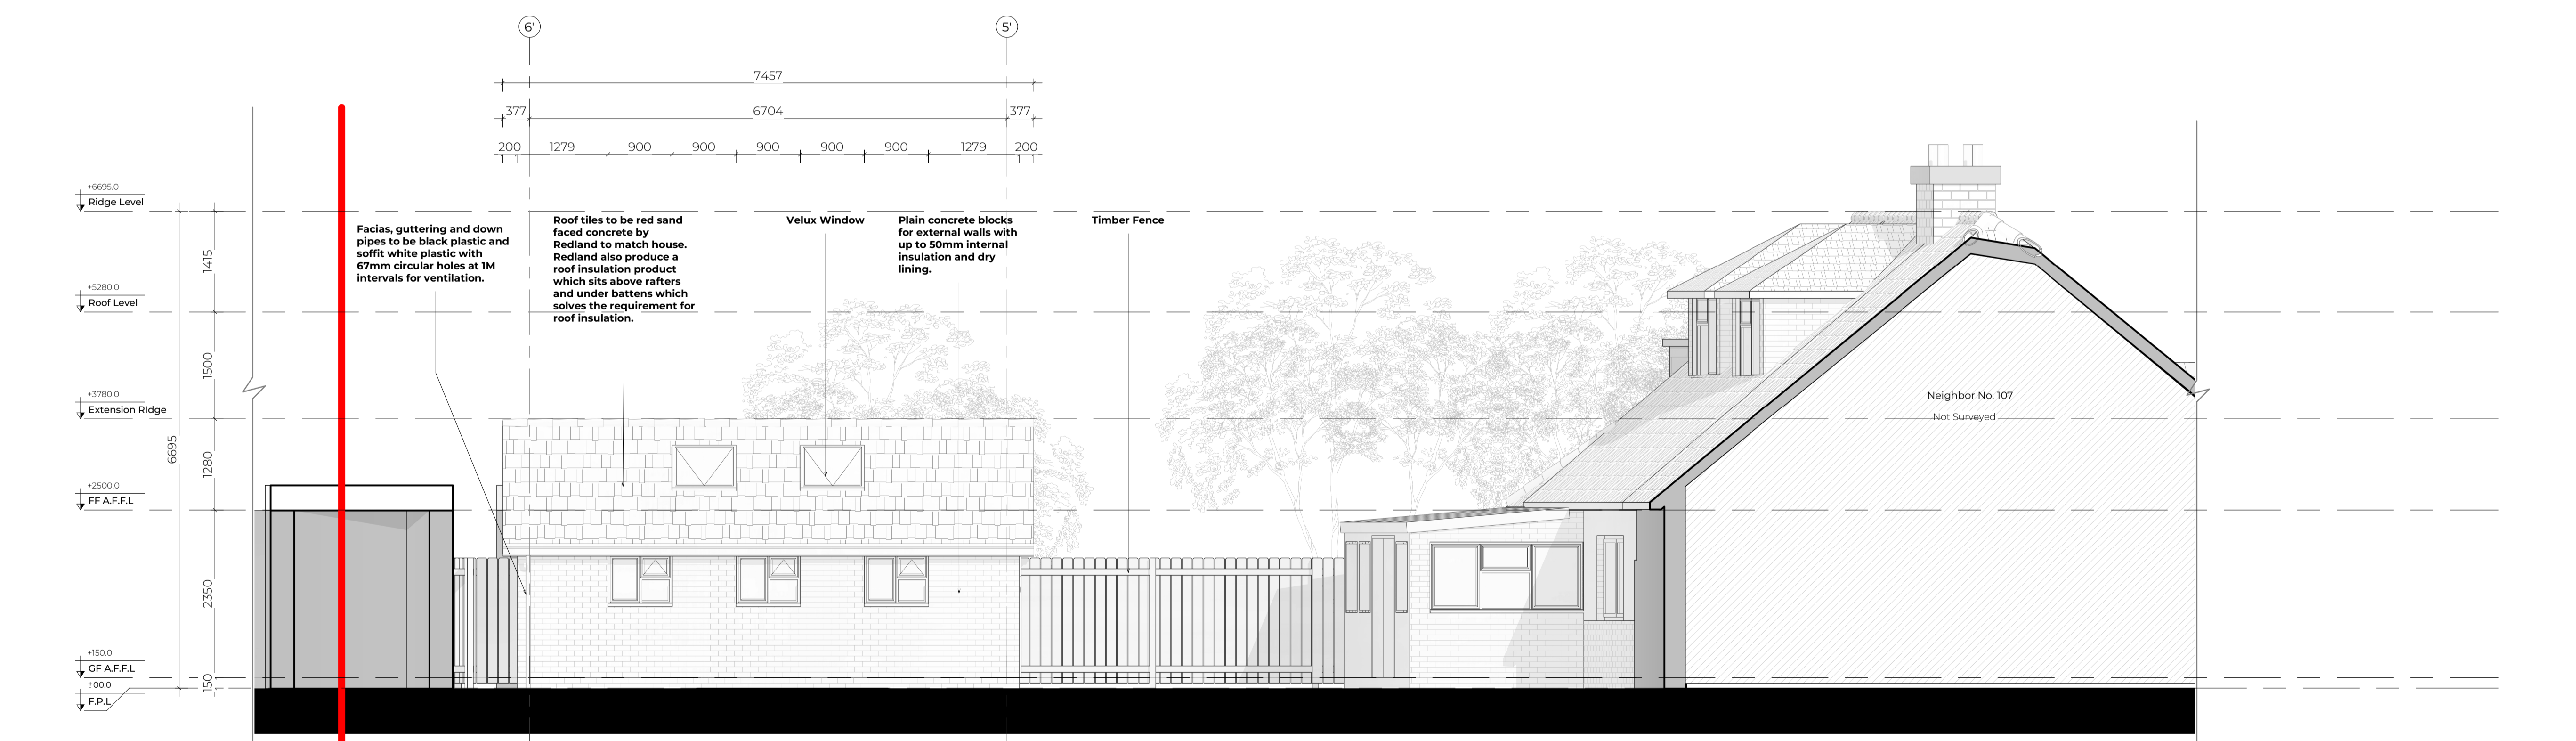 6'
5'
7457
377
6704
377
200
1279
900
900
900
900
900
1279
200
+6695.0
Ridge Level
+5280.0
Roof Level
+3780.0
Extension RIdge
+2500.0
FF A.F.F.L
+150.0
GF A.F.F.L
±00.0
F.P.L
6695
1415
1500
1280
2350
150
Facias, guttering and down
pipes to be black plastic and
soffit white plastic with
67mm circular holes at 1M
intervals for ventilation.
Roof tiles to be red sand
faced concrete by
Redland to match house.
Redland also produce a
roof insulation product
which sits above rafters
and under battens which
solves the requirement for
roof insulation.
Velux Window
Plain concrete blocks
for external walls with
up to 50mm internal
insulation and dry
lining.
Timber Fence
Neighbor No. 107
Not Surveyed